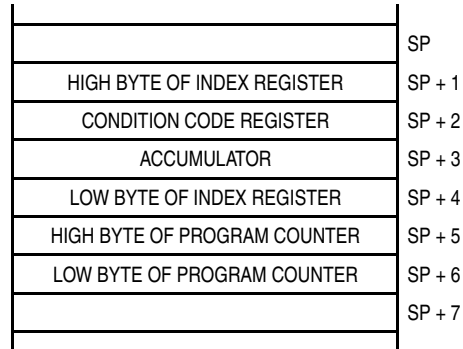 SP
HIGH BYTE OF INDEX REGISTER SP + 1
CONDITION CODE REGISTER SP + 2
ACCUMULATOR SP + 3
LOW BYTE OF INDEX REGISTER SP + 4
HIGH BYTE OF PROGRAM COUNTER SP + 5
LOW BYTE OF PROGRAM COUNTER SP + 6
SP + 7